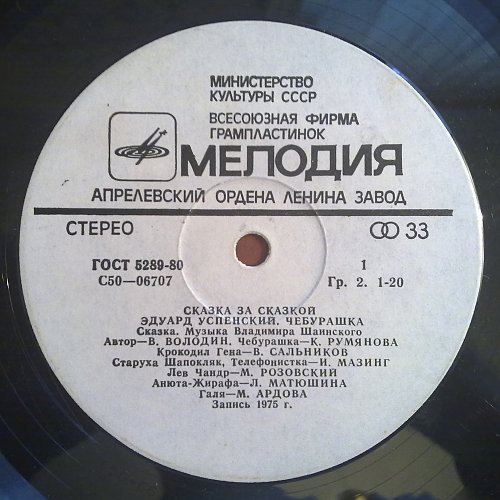 МИНИСТЕРСТВО
КУЛЬТУРЫ СССР
ВСЕСОЮЗНАЯ ФИРМА
ГРАМПЛАСТИНОК
МЕЛОДИЯ
АПРЕЛЕВСКИЙ ОРДЕНА ЛЕНИНА ЗАВОД
СТЕРЕО 33
ГОСТ 5289-80 1
С50—06707 Гр. 2. 1-20
СКАЗКА ЗА СКАЗКОЙ
ЭДУАРД УСПЕНСКИЙ. ЧЕБУРАШКА
Сказка. Музыка Владимира Шаинского
Автор—В. ВОЛОДИН. Чебурашка—К. РУМЯНОВА
Крокодил Гена—В. САЛЬНИКОВ
Старуха Шапокляк, Телефонистка—И. МАЗИНГ
Лев Чандр—М. РОЗОВСКИЙ
Анюта-Жирафа—Л. МАТЮШИНА
Галя—М. АРДОВА
Запись 1975 г.